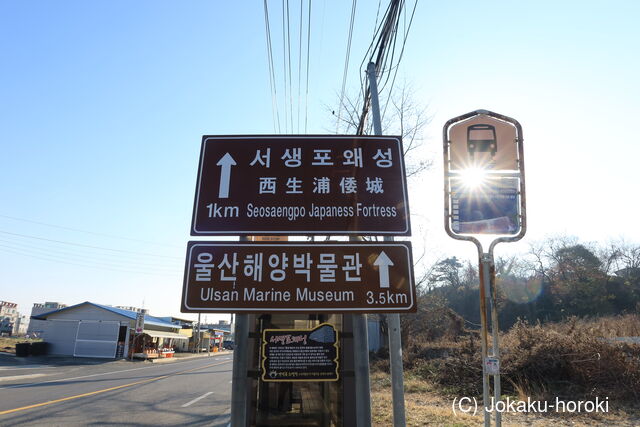 서생포왜성
西生浦倭城
1km Seosaengpo Japaness Fortress
울산해양박물관
Ulsan Marine Museum 3.5km
(C) Jokaku-horoki